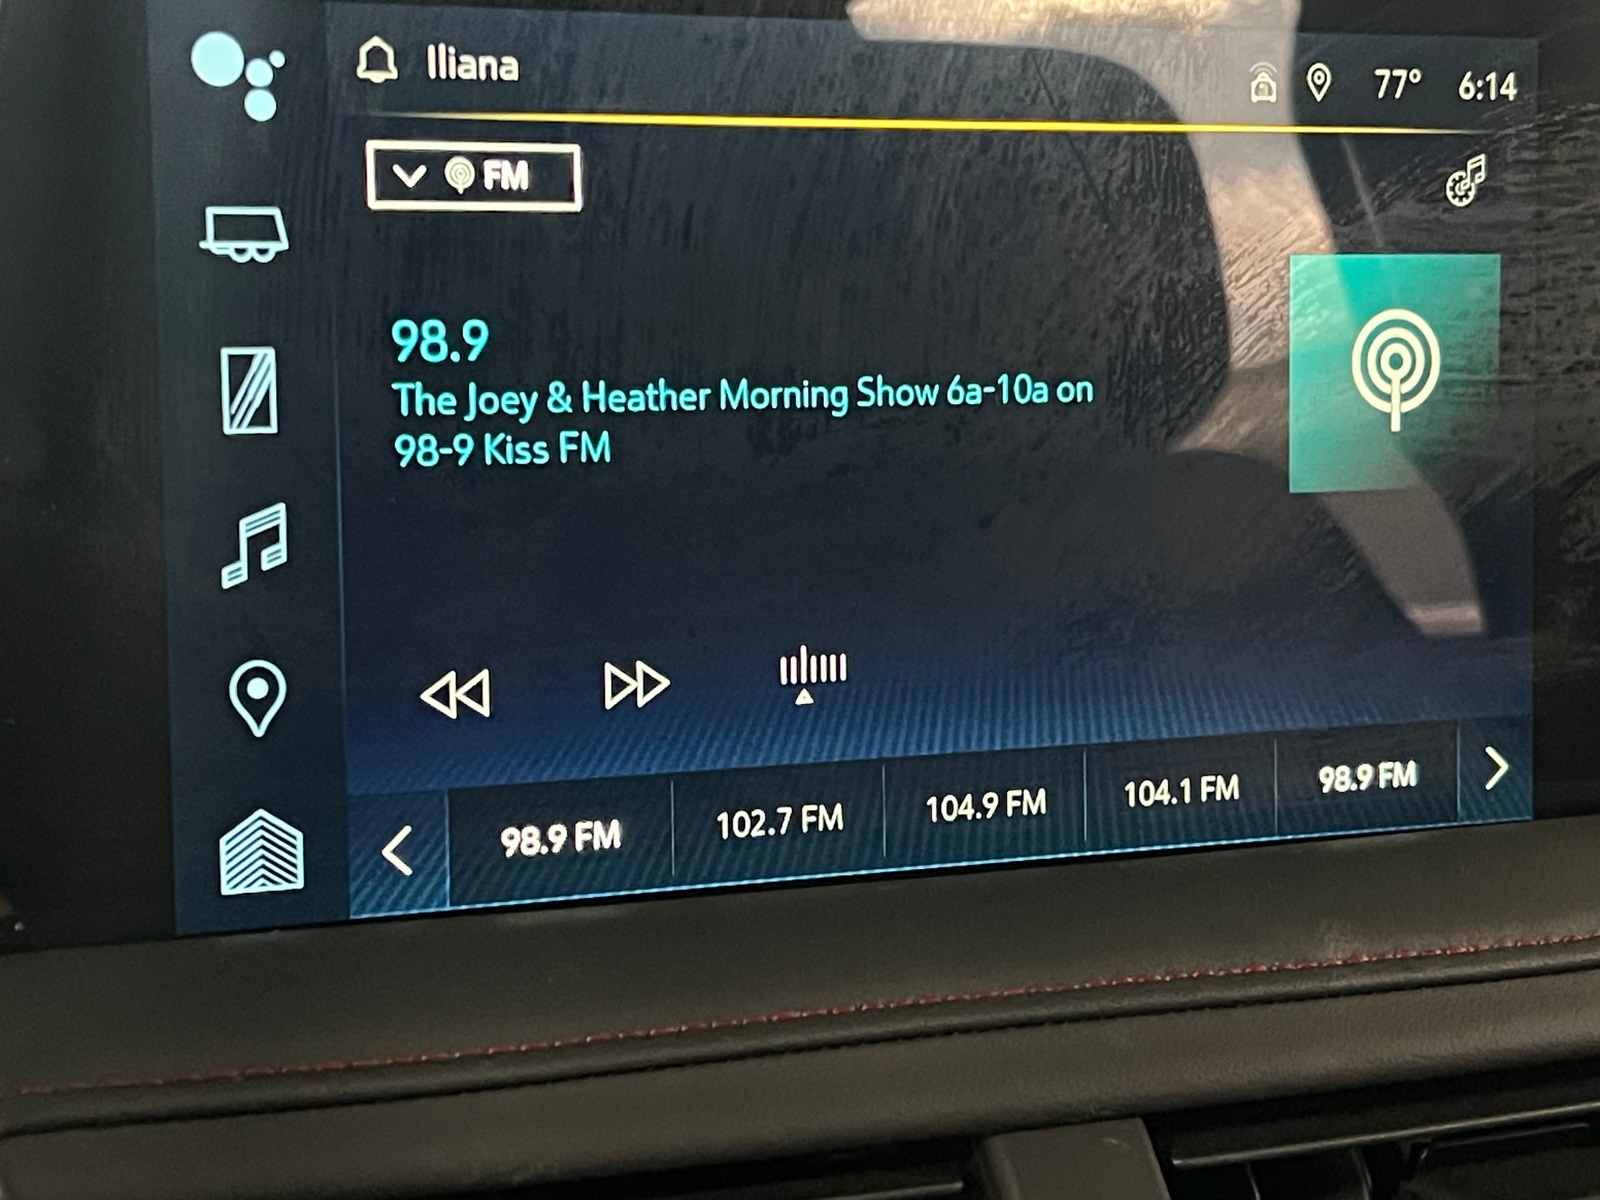 Iliana
77° 6:14
FM
98.9
The Joey & Heather Morning Show 6a-10a on
98-9 Kiss FM
98.9 FM
102.7 FM
104.9 FM
104.1 FM
98.9 FM